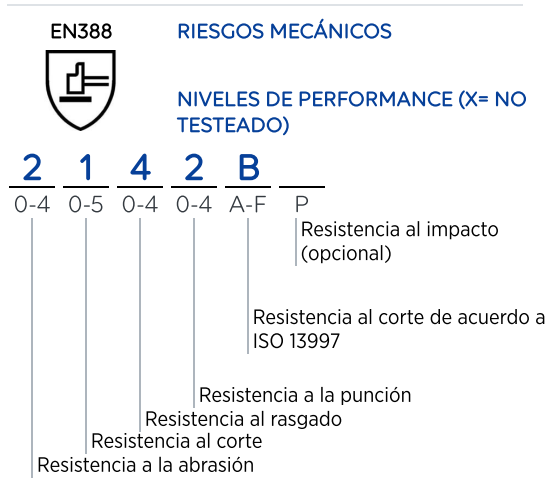 EN388
RIESGOS MECÁNICOS
NIVELES DE PERFORMANCE (X= NO
TESTEADO)
2 1 4 2 B
0-4 0-5 0-4 0-4 A-F P
Resistencia al impacto
(opcional)
Resistencia al corte de acuerdo a
ISO 13997
Resistencia a la punción
Resistencia al rasgado
Resistencia al corte
Resistencia a la abrasión